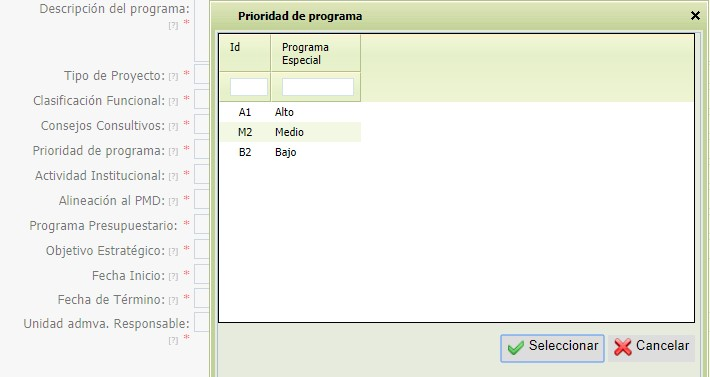 Descripción del programa:
[?] *
Tipo de Proyecto: [?] *
Clasificación Funcional: [?] *
Consejos Consultivos: [?] *
Prioridad de programa: [?] *
Actividad Institucional: [?] *
Alineación al PMD: [?] *
Programa Presupuestario: *
Objetivo Estratégico: [?] *
Fecha Inicio: [?] *
Fecha de Término: [?] *
Unidad admva. Responsable:
[?] *
Prioridad de programa
Id
Programa
Especial
A1 Alto
M2 Medio
B2 Bajo
Seleccionar
Cancelar